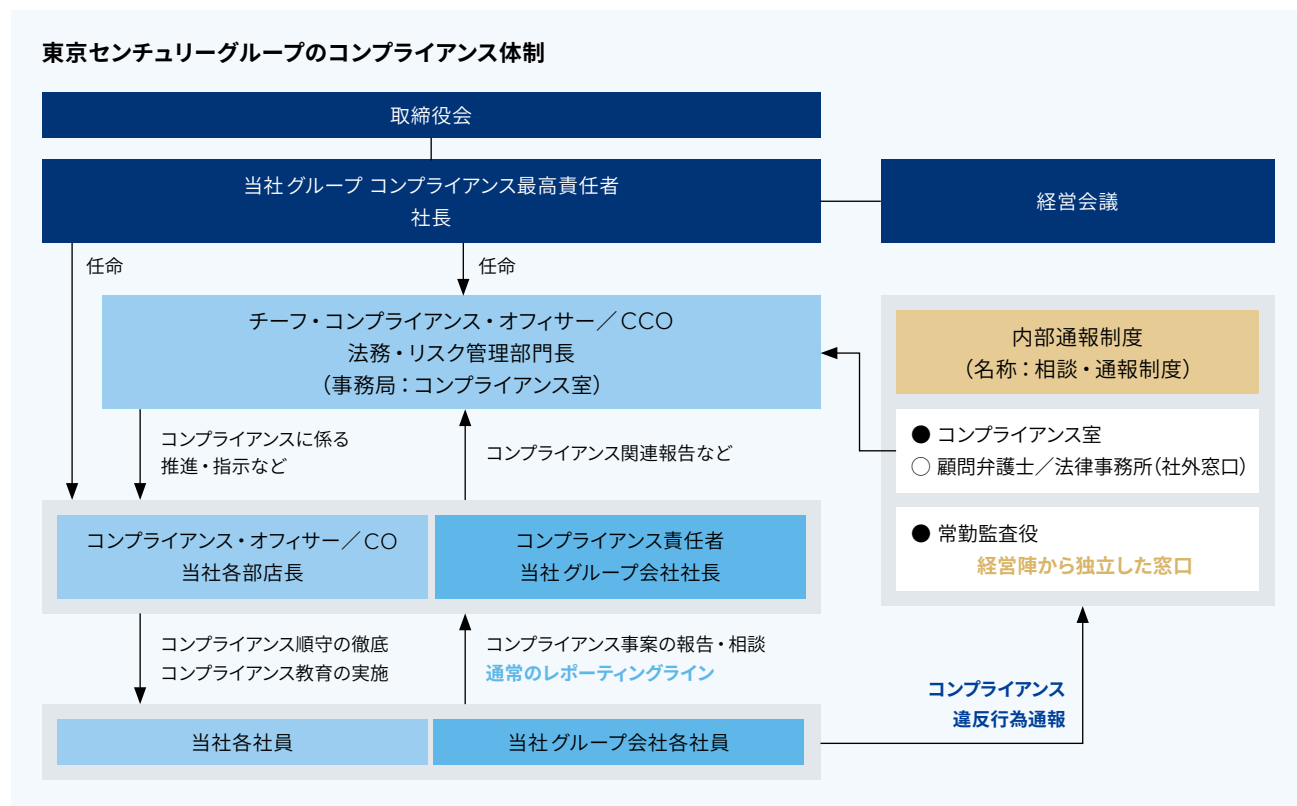 東京センチュリーグループのコンプライアンス体制
取締役会
当社グループ コンプライアンス最高責任者
社長
経営会議
任命
任命
チーフ・コンプライアンス・オフィサー／CCO
法務・リスク管理部門長
（事務局：コンプライアンス室）
内部通報制度
（名称：相談・通報制度）
● コンプライアンス室
○ 顧問弁護士／法律事務所（社外窓口）
● 常勤監査役
経営陣から独立した窓口
コンプライアンスに係る
推進・指示など
コンプライアンス関連報告など
コンプライアンス・オフィサー／CO
当社各部店長
コンプライアンス責任者
当社グループ会社社長
コンプライアンス順守の徹底
コンプライアンス教育の実施
コンプライアンス事案の報告・相談
通常のレポーティングライン
コンプライアンス
違反行為通報
当社各社員
当社グループ会社各社員